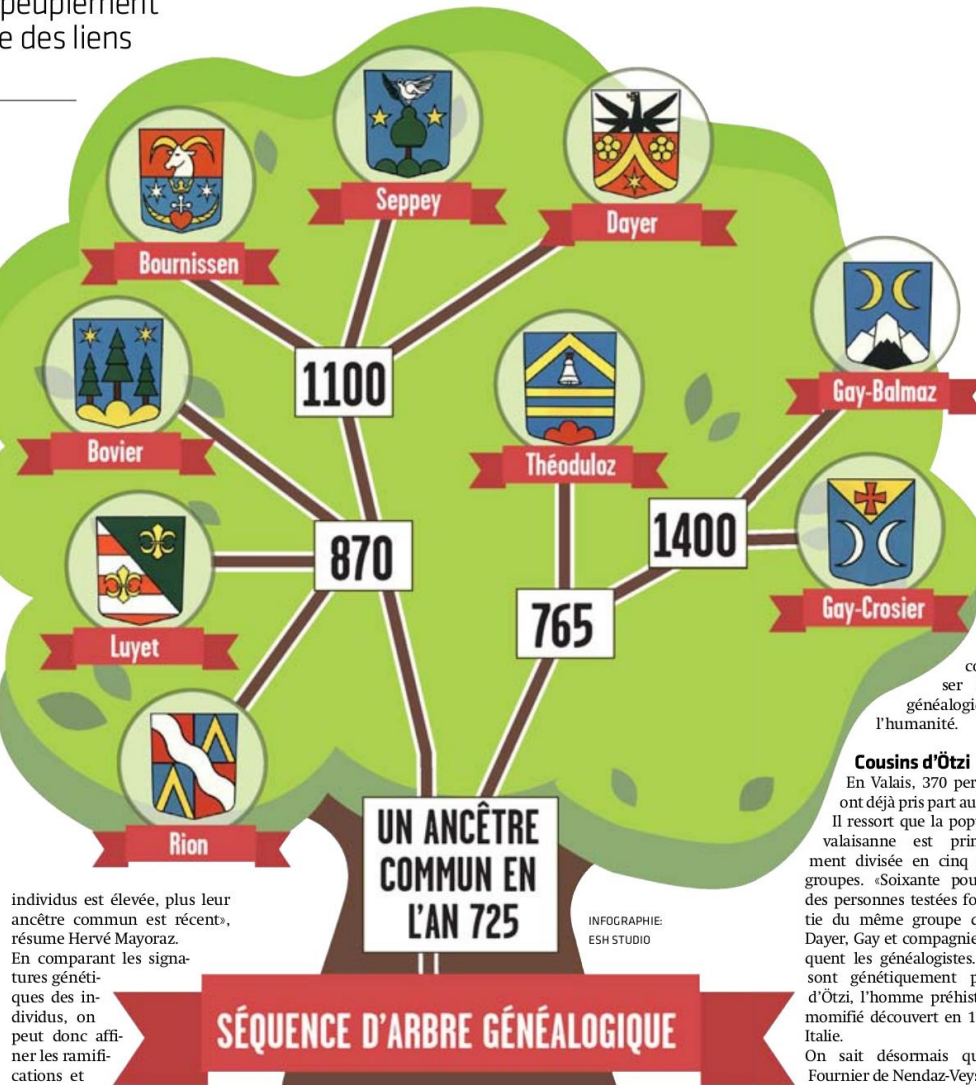 peuplement
e des liens
Seppey
Dayer
Bournissen
1100
Gay-Balmaz
Bovier
Théoduloz
870
1400
Luyet
765
Gay-Crosier
Rion
UN ANCÊTRE
COMMUN EN
L'AN 725
INFOGRAPHIE:
ESH STUDIO
SÉQUENCE D'ARBRE GÉNÉALOGIQUE
individus est élevée, plus leur
ancêtre commun est récent»,
résume Hervé Mayoraz.
En comparant les signa-
tures généti-
ques des in-
dividus, on
peut donc affi-
ner les ramifi-
cations et
co
ser
généalogi
l'humanité.
Cousins d'Ötzi
En Valais, 370 per
ont déjà pris part au
Il ressort que la popu
valaisanne est prin
ment divisée en cinq
groupes. «Soixante pou
des personnes testées fo
tie du même groupe
Dayer, Gay et compagnie
quent les généalogistes.
sont génétiquement p
d'Ötzi, l'homme préhist
momifié découvert en 1
Italie.
On sait désormais qu
Fournier de Nendaz-Veys